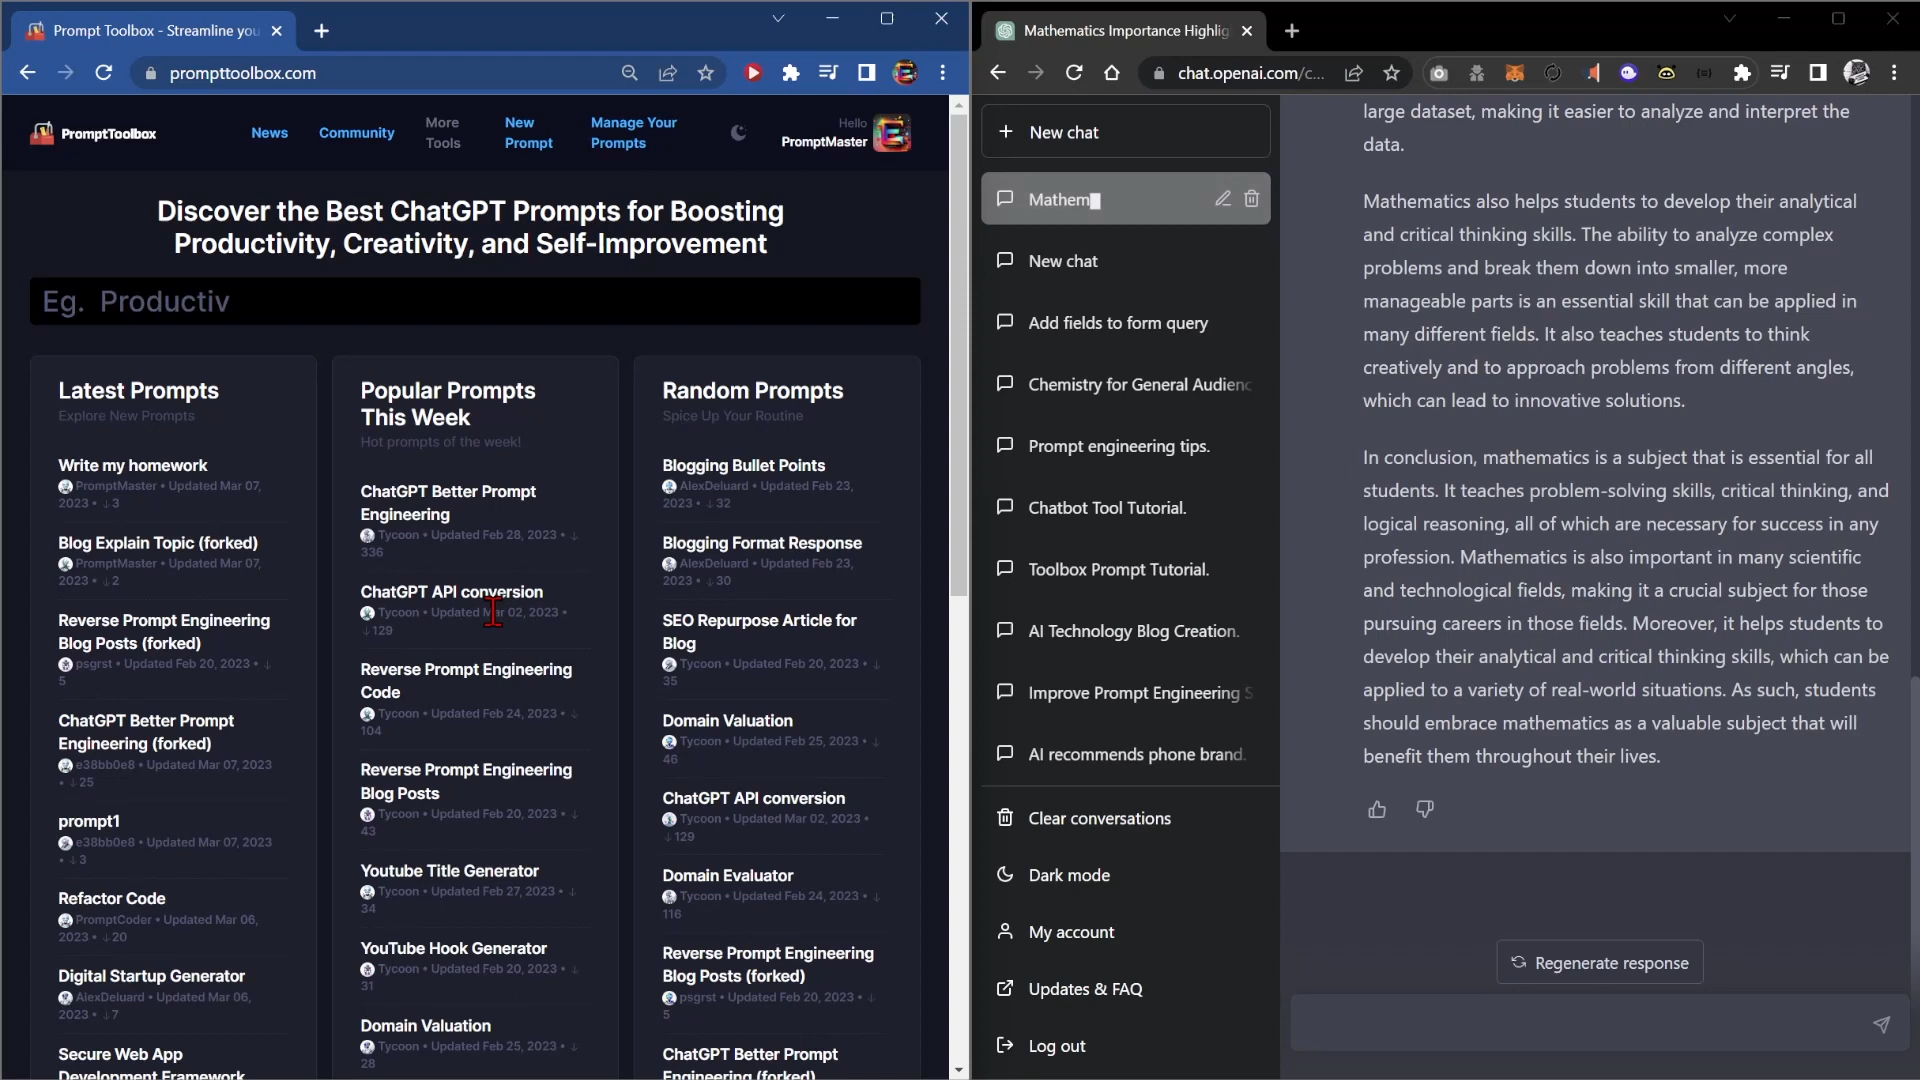 Prompt Toolbox - Streamline you
prompttoolbox.com
PromptToolbox
News
Community
More
Tools
New
Prompt
Manage Your
Prompts
Hello
PromptMaster
Discover the Best ChatGPT Prompts for Boosting
Productivity, Creativity, and Self-Improvement
Eg. Productiv
Latest Prompts
Explore New Prompts
Write my homework
PromptMaster • Updated Mar 07,
2023 • ↓3
Blog Explain Topic (forked)
PromptMaster • Updated Mar 07,
2023 • ↓2
Reverse Prompt Engineering
Blog Posts (forked)
psgrst • Updated Feb 20, 2023 • ↓
5
ChatGPT Better Prompt
Engineering (forked)
e38bb0e8 • Updated Mar 07, 2023
• ↓25
prompt1
e38bb0e8 • Updated Mar 07, 2023
• ↓3
Refactor Code
PromptCoder • Updated Mar 06,
2023 • ↓20
Digital Startup Generator
AlexDeluard • Updated Mar 06,
2023 • ↓7
Secure Web App
Development Framework
Popular Prompts
This Week
Hot prompts of the week!
ChatGPT Better Prompt
Engineering
Tycoon • Updated Feb 28, 2023 • ↓
336
ChatGPT API conversion
Tycoon • Updated Mar 02, 2023 •
↓129
Reverse Prompt Engineering
Code
Tycoon • Updated Feb 24, 2023 • ↓
104
Reverse Prompt Engineering
Blog Posts
Tycoon • Updated Feb 20, 2023 • ↓
43
Youtube Title Generator
Tycoon • Updated Feb 27, 2023 • ↓
34
YouTube Hook Generator
Tycoon • Updated Feb 20, 2023 • ↓
31
Domain Valuation
Tycoon • Updated Feb 25, 2023 • ↓
28
Random Prompts
Spice Up Your Routine
Blogging Bullet Points
AlexDeluard • Updated Feb 23,
2023 • ↓32
Blogging Format Response
AlexDeluard • Updated Feb 23,
2023 • ↓30
SEO Repurpose Article for
Blog
Tycoon • Updated Feb 20, 2023 • ↓
35
Domain Valuation
Tycoon • Updated Feb 25, 2023 • ↓
46
ChatGPT API conversion
Tycoon • Updated Mar 02, 2023 •
↓129
Domain Evaluator
Tycoon • Updated Feb 24, 2023 • ↓
116
Reverse Prompt Engineering
Blog Posts (forked)
psgrst • Updated Feb 20, 2023 • ↓
5
ChatGPT Better Prompt
Engineering (forked)
Mathematics Importance Highlig
chat.openai.com/c...
New chat
Mathem
New chat
Add fields to form query
Chemistry for General Audienc
Prompt engineering tips.
Chatbot Tool Tutorial.
Toolbox Prompt Tutorial.
AI Technology Blog Creation.
Improve Prompt Engineering S
AI recommends phone brand.
Clear conversations
Dark mode
My account
Updates & FAQ
Log out
large dataset, making it easier to analyze and interpret the
data.
Mathematics also helps students to develop their analytical
and critical thinking skills. The ability to analyze complex
problems and break them down into smaller, more
manageable parts is an essential skill that can be applied in
many different fields. It also teaches students to think
creatively and to approach problems from different angles,
which can lead to innovative solutions.
In conclusion, mathematics is a subject that is essential for all
students. It teaches problem-solving skills, critical thinking, and
logical reasoning, all of which are necessary for success in any
profession. Mathematics is also important in many scientific
and technological fields, making it a crucial subject for those
pursuing careers in those fields. Moreover, it helps students to
develop their analytical and critical thinking skills, which can be
applied to a variety of real-world situations. As such, students
should embrace mathematics as a valuable subject that will
benefit them throughout their lives.
Regenerate response